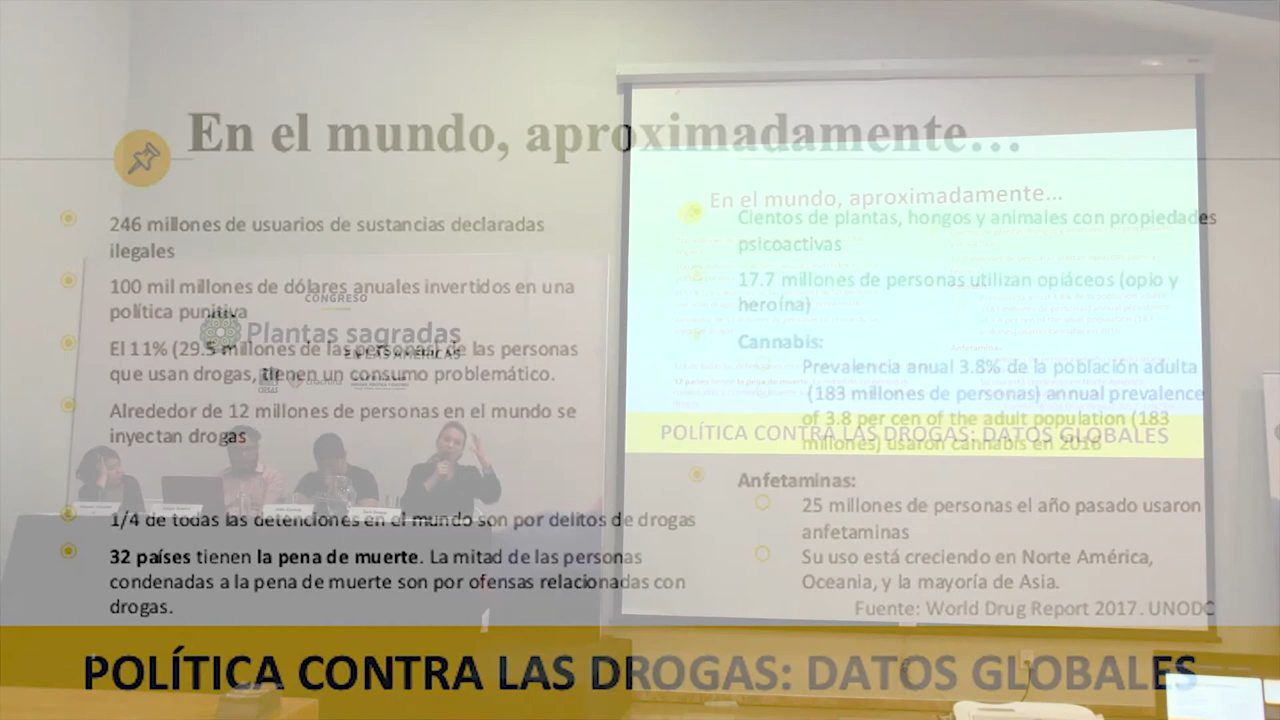 En el mundo, aproximadamente…
246 millones de usuarios de sustancias declaradas
ilegales
100 mil millones de dólares anuales invertidos en una
política punitiva
El 11% (29.5 millones de las personas) de las personas
que usan drogas, tienen un consumo problemático.
Alrededor de 12 millones de personas en el mundo se
inyectan drogas
1/4 de todas las detenciones en el mundo son por delitos de drogas
32 países tienen la pena de muerte. La mitad de las personas
condenadas a la pena de muerte son por ofensas relacionadas con
drogas.
Cientos de plantas, hongos y animales con propiedades
psicoactivas
17.7 millones de personas utilizan opiáceos (opio y
heroína)
Cannabis:
Prevalencia anual 3.8% de la población adulta
(183 millones de personas) annual prevalence
of 3.8 per cen of the adult population (183
millones) usaron cannabis en 2016
Anfetaminas:
25 millones de personas el año pasado usaron
anfetaminas
Su uso está creciendo en Norte América,
Oceania, y la mayoría de Asia.
Fuente: World Drug Report 2017. UNODC
POLÍTICA CONTRA LAS DROGAS: DATOS GLOBALES
CONGRESO
Plantas sagradas
EN LAS AMÉRICAS
En el mundo, aproximadamente…
POLÍTICA CONTRA LAS DROGAS: DATOS GLOBALES